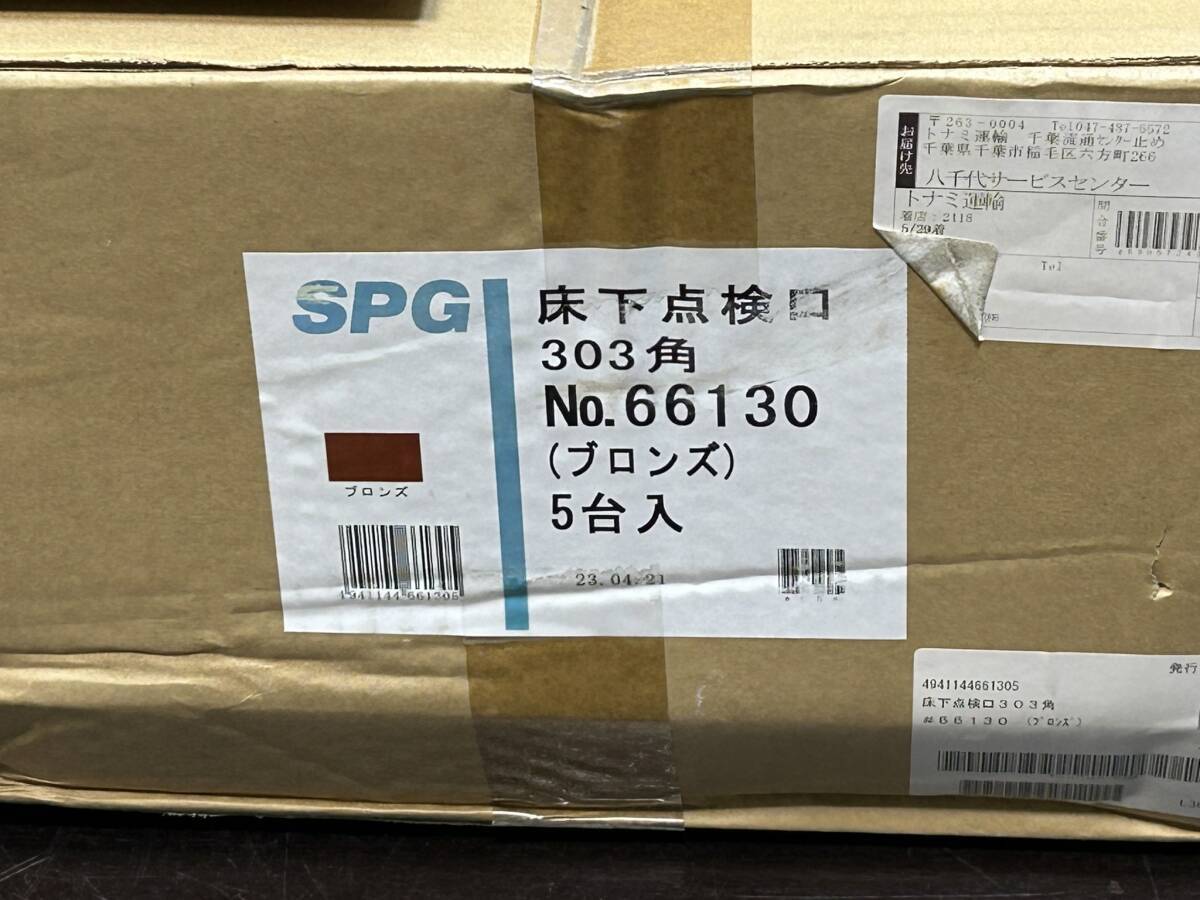 お届け先
〒263-0004 Tel047-487-6572
トナミ運輸 千葉流通センター止め
千葉県千葉市稲毛区六方町266
八千代サービスセンター
トナミ運輸
着店:2118
5/29着
Tel
SPG
床下点検口
303角
No.66130
(ブロンズ)
5台入
ブロンズ
23.04.21
発行
4941144661305
床下点検口303角
#66130 (ブロンズ)